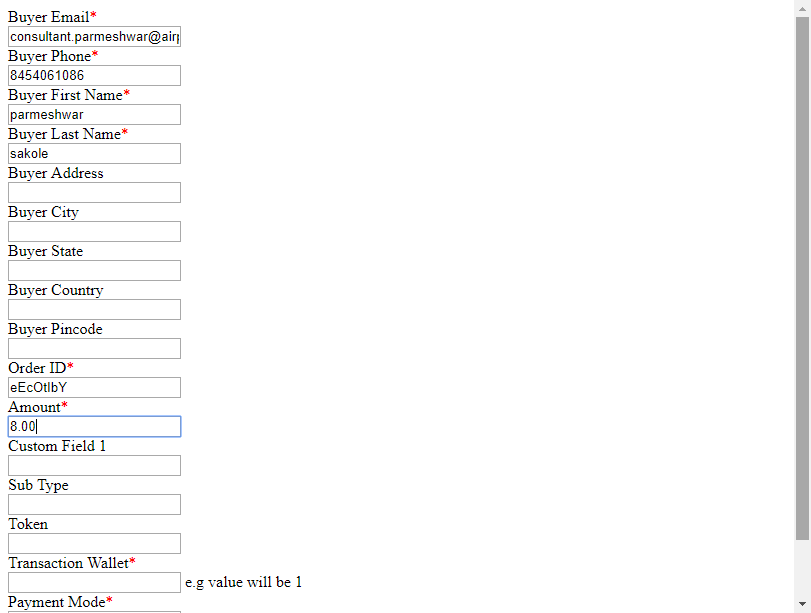 Buyer Email*
consultant.parmeshwar@airp
Buyer Phone*
8454061086
Buyer First Name*
parmeshwar
Buyer Last Name*
sakole
Buyer Address
Buyer City
Buyer State
Buyer Country
Buyer Pincode
Order ID*
eEcOtlbY
Amount*
8.00
Custom Field 1
Sub Type
Token
Transaction Wallet*
e.g value will be 1
Payment Mode*